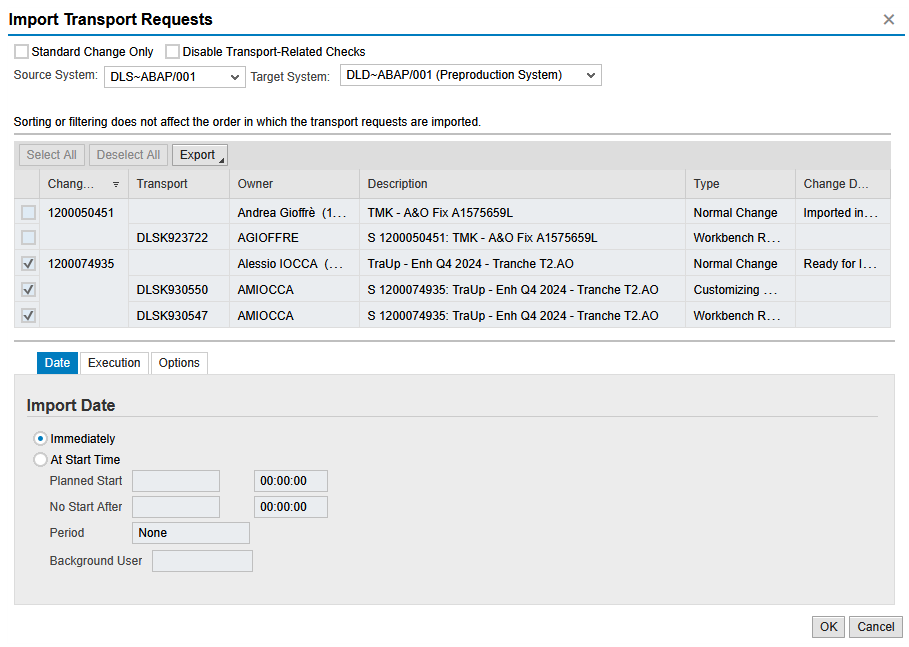 Import Transport Requests
Standard Change Only Disable Transport-Related Checks
Source System: DLS~ABAP/001 Target System: DLD~ABAP/001 (Preproduction System)
Sorting or filtering does not affect the order in which the transport requests are imported.
Select All Deselect All Export
Chang... Transport Owner Description Type Change D...
1200050451 Andrea Gioffrè (1... TMK - A&O Fix A1575659L Normal Change Imported in...
DLSK923722 AGIOFFRE S 1200050451: TMK - A&O Fix A1575659L Workbench R...
1200074935 Alessio IOCCA (... TraUp - Enh Q4 2024 - Tranche T2.AO Normal Change Ready for I...
DLSK930550 AMIOCCA S 1200074935: TraUp - Enh Q4 2024 - Tranche T2.AO Customizing ...
DLSK930547 AMIOCCA S 1200074935: TraUp - Enh Q4 2024 - Tranche T2.AO Workbench R...
Date Execution Options
Import Date
Immediately
At Start Time
Planned Start 00:00:00
No Start After 00:00:00
Period None
Background User
OK Cancel